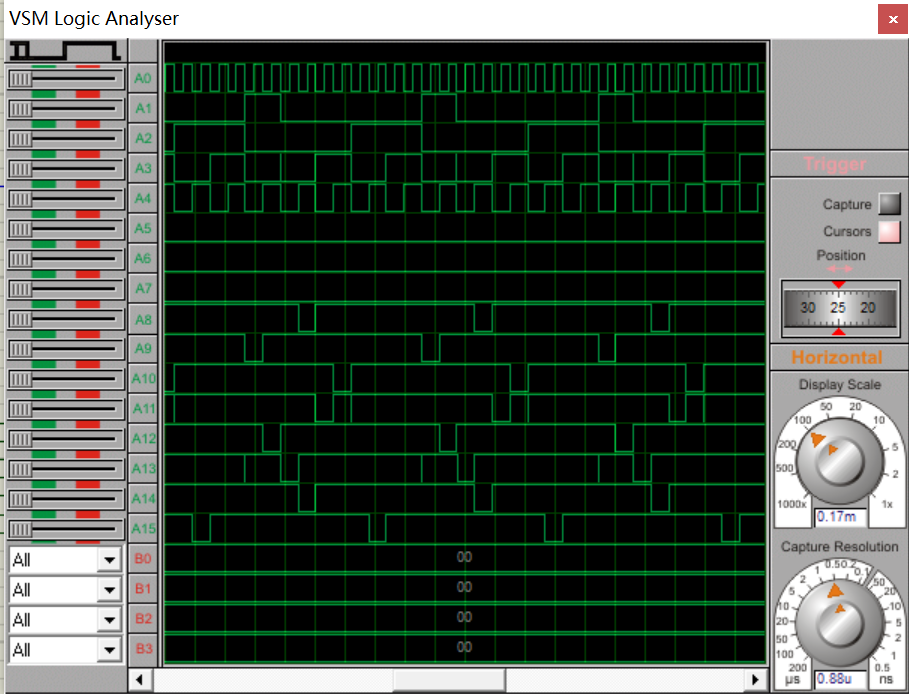 VSM Logic Analyser
×
A0
A1
A2
A3
A4
A5
A6
A7
A8
A9
A10
A11
A12
A13
A14
A15
All B0 00
All B1 00
All B2 00
All B3 00
Trigger
Capture
Cursors
Position
30 25 20
Horizontal
Display Scale
1000x 500 200 100 50 20 10 5 2 1x
0.17m
Capture Resolution
200 100 50 20 10 5 2 1 0.5 0.2 0.1 50 20 10 5 2 1 0.5
µs 0.88u ns